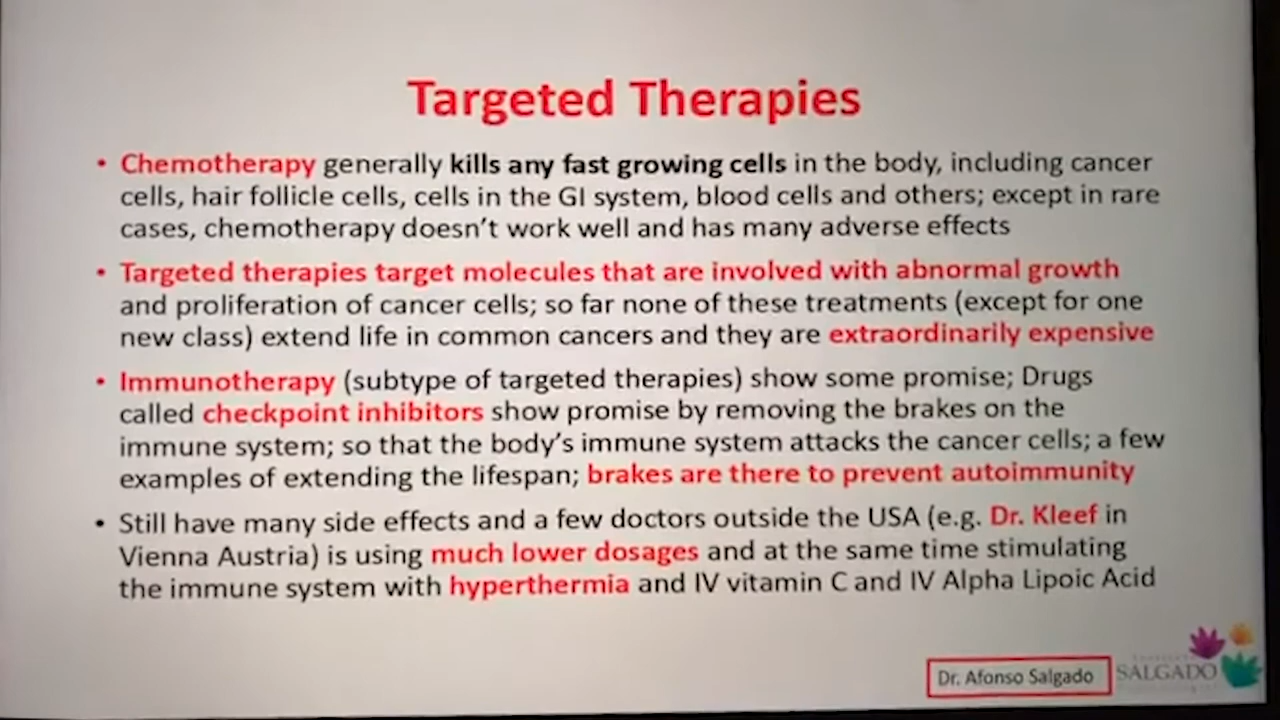 Targeted Therapies
• Chemotherapy generally kills any fast growing cells in the body, including cancer
cells, hair follicle cells, cells in the GI system, blood cells and others; except in rare
cases, chemotherapy doesn't work well and has many adverse effects
• Targeted therapies target molecules that are involved with abnormal growth
and proliferation of cancer cells; so far none of these treatments (except for one
new class) extend life in common cancers and they are extraordinarily expensive
• Immunotherapy (subtype of targeted therapies) show some promise; Drugs
called checkpoint inhibitors show promise by removing the brakes on the
immune system; so that the body's immune system attacks the cancer cells; a few
examples of extending the lifespan; brakes are there to prevent autoimmunity
• Still have many side effects and a few doctors outside the USA (e.g. Dr. Kleef in
Vienna Austria) is using much lower dosages and at the same time stimulating
the immune system with hyperthermia and IV vitamin C and IV Alpha Lipoic Acid
Dr. Afonso Salgado
SALGADO